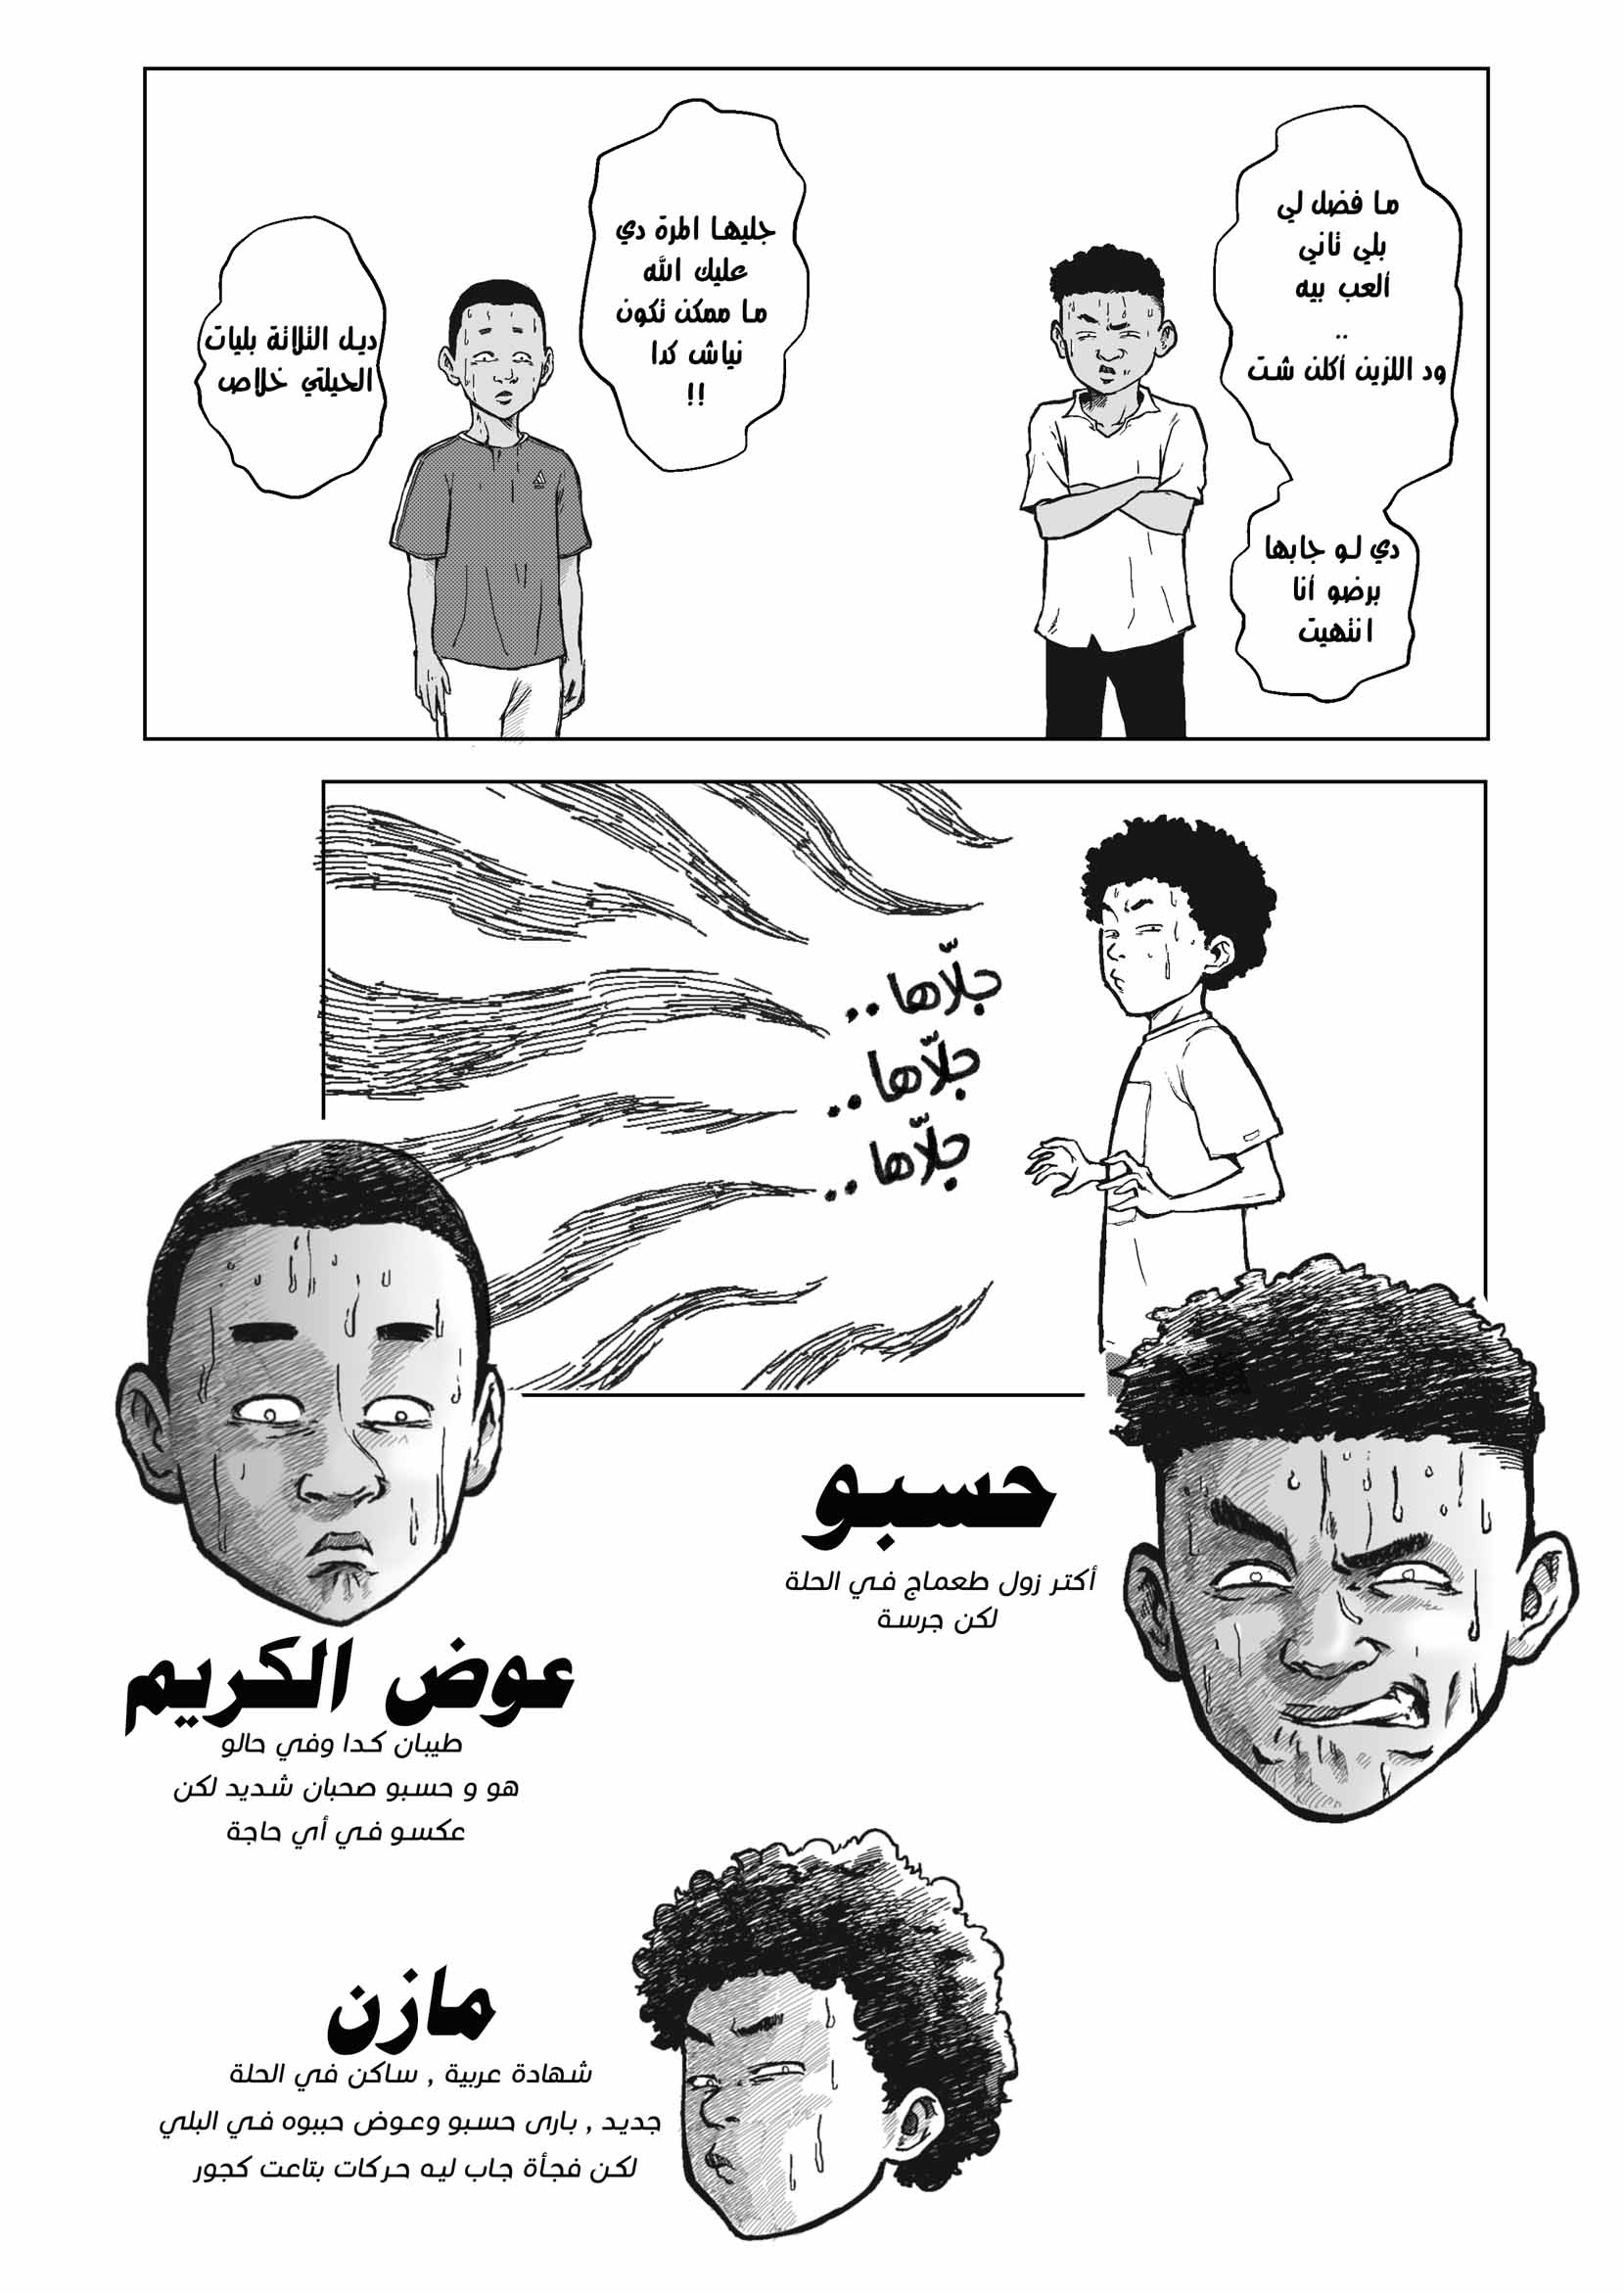 ما فضل لي
بلي تاني
ألعب بيه
..
ود اللزين أكلن شت
دي لو جابها
برضو أنا
انتهيت
جليها المرة دي
عليك الله
ما ممكن تكون
نياش كدا
!!
ديل التلاتة بليات
الحيلتي خلاص
جلّاها..
جلّاها..
جلّاها..
حسبو
أكتر زول طعماج في الحلة
لكن جرسة
عوض الكريم
طيبان كدا وفي حالو
هو و حسبو صحبان شديد لكن
عكسو في أي حاجة
مازن
شهادة عربية , ساكن في الحلة
جديد , بارى حسبو وعوض حببوه في البلي
لكن فجأة جاب ليه حركات بتاعت كجور